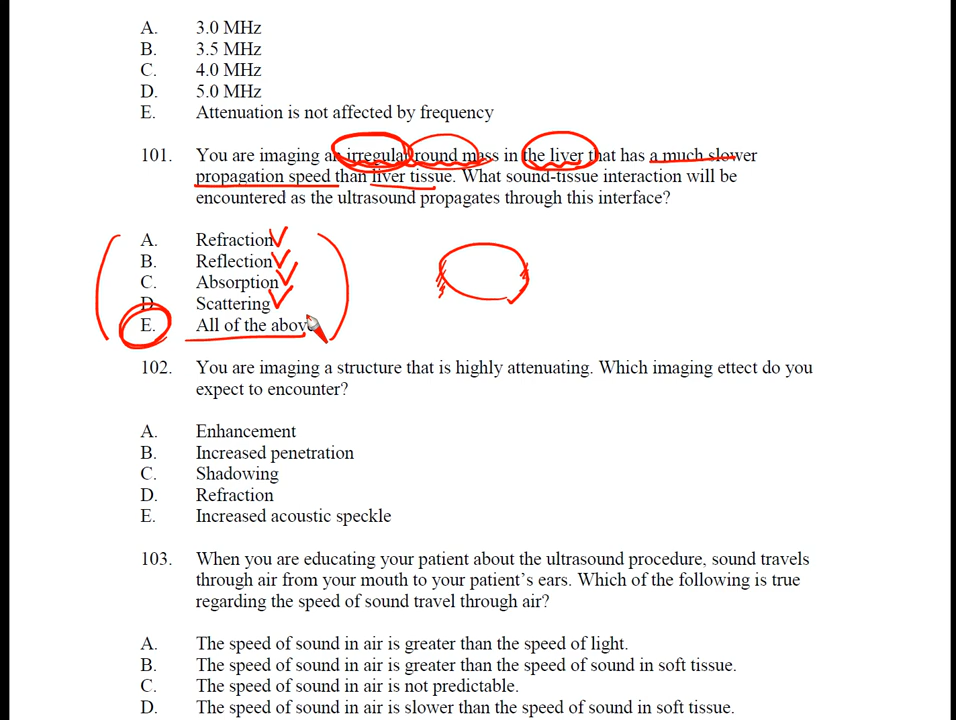 A. 3.0 MHz
B. 3.5 MHz
C. 4.0 MHz
D. 5.0 MHz
E. Attenuation is not affected by frequency
101. You are imaging an irregular round mass in the liver that has a much slower
propagation speed than liver tissue. What sound-tissue interaction will be
encountered as the ultrasound propagates through this interface?
A. Refraction
B. Reflection
C. Absorption
D. Scattering
E. All of the above
102. You are imaging a structure that is highly attenuating. Which imaging effect do you
expect to encounter?
A. Enhancement
B. Increased penetration
C. Shadowing
D. Refraction
E. Increased acoustic speckle
103. When you are educating your patient about the ultrasound procedure, sound travels
through air from your mouth to your patient’s ears. Which of the following is true
regarding the speed of sound travel through air?
A. The speed of sound in air is greater than the speed of light.
B. The speed of sound in air is greater than the speed of sound in soft tissue.
C. The speed of sound in air is not predictable.
D. The speed of sound in air is slower than the speed of sound in soft tissue.